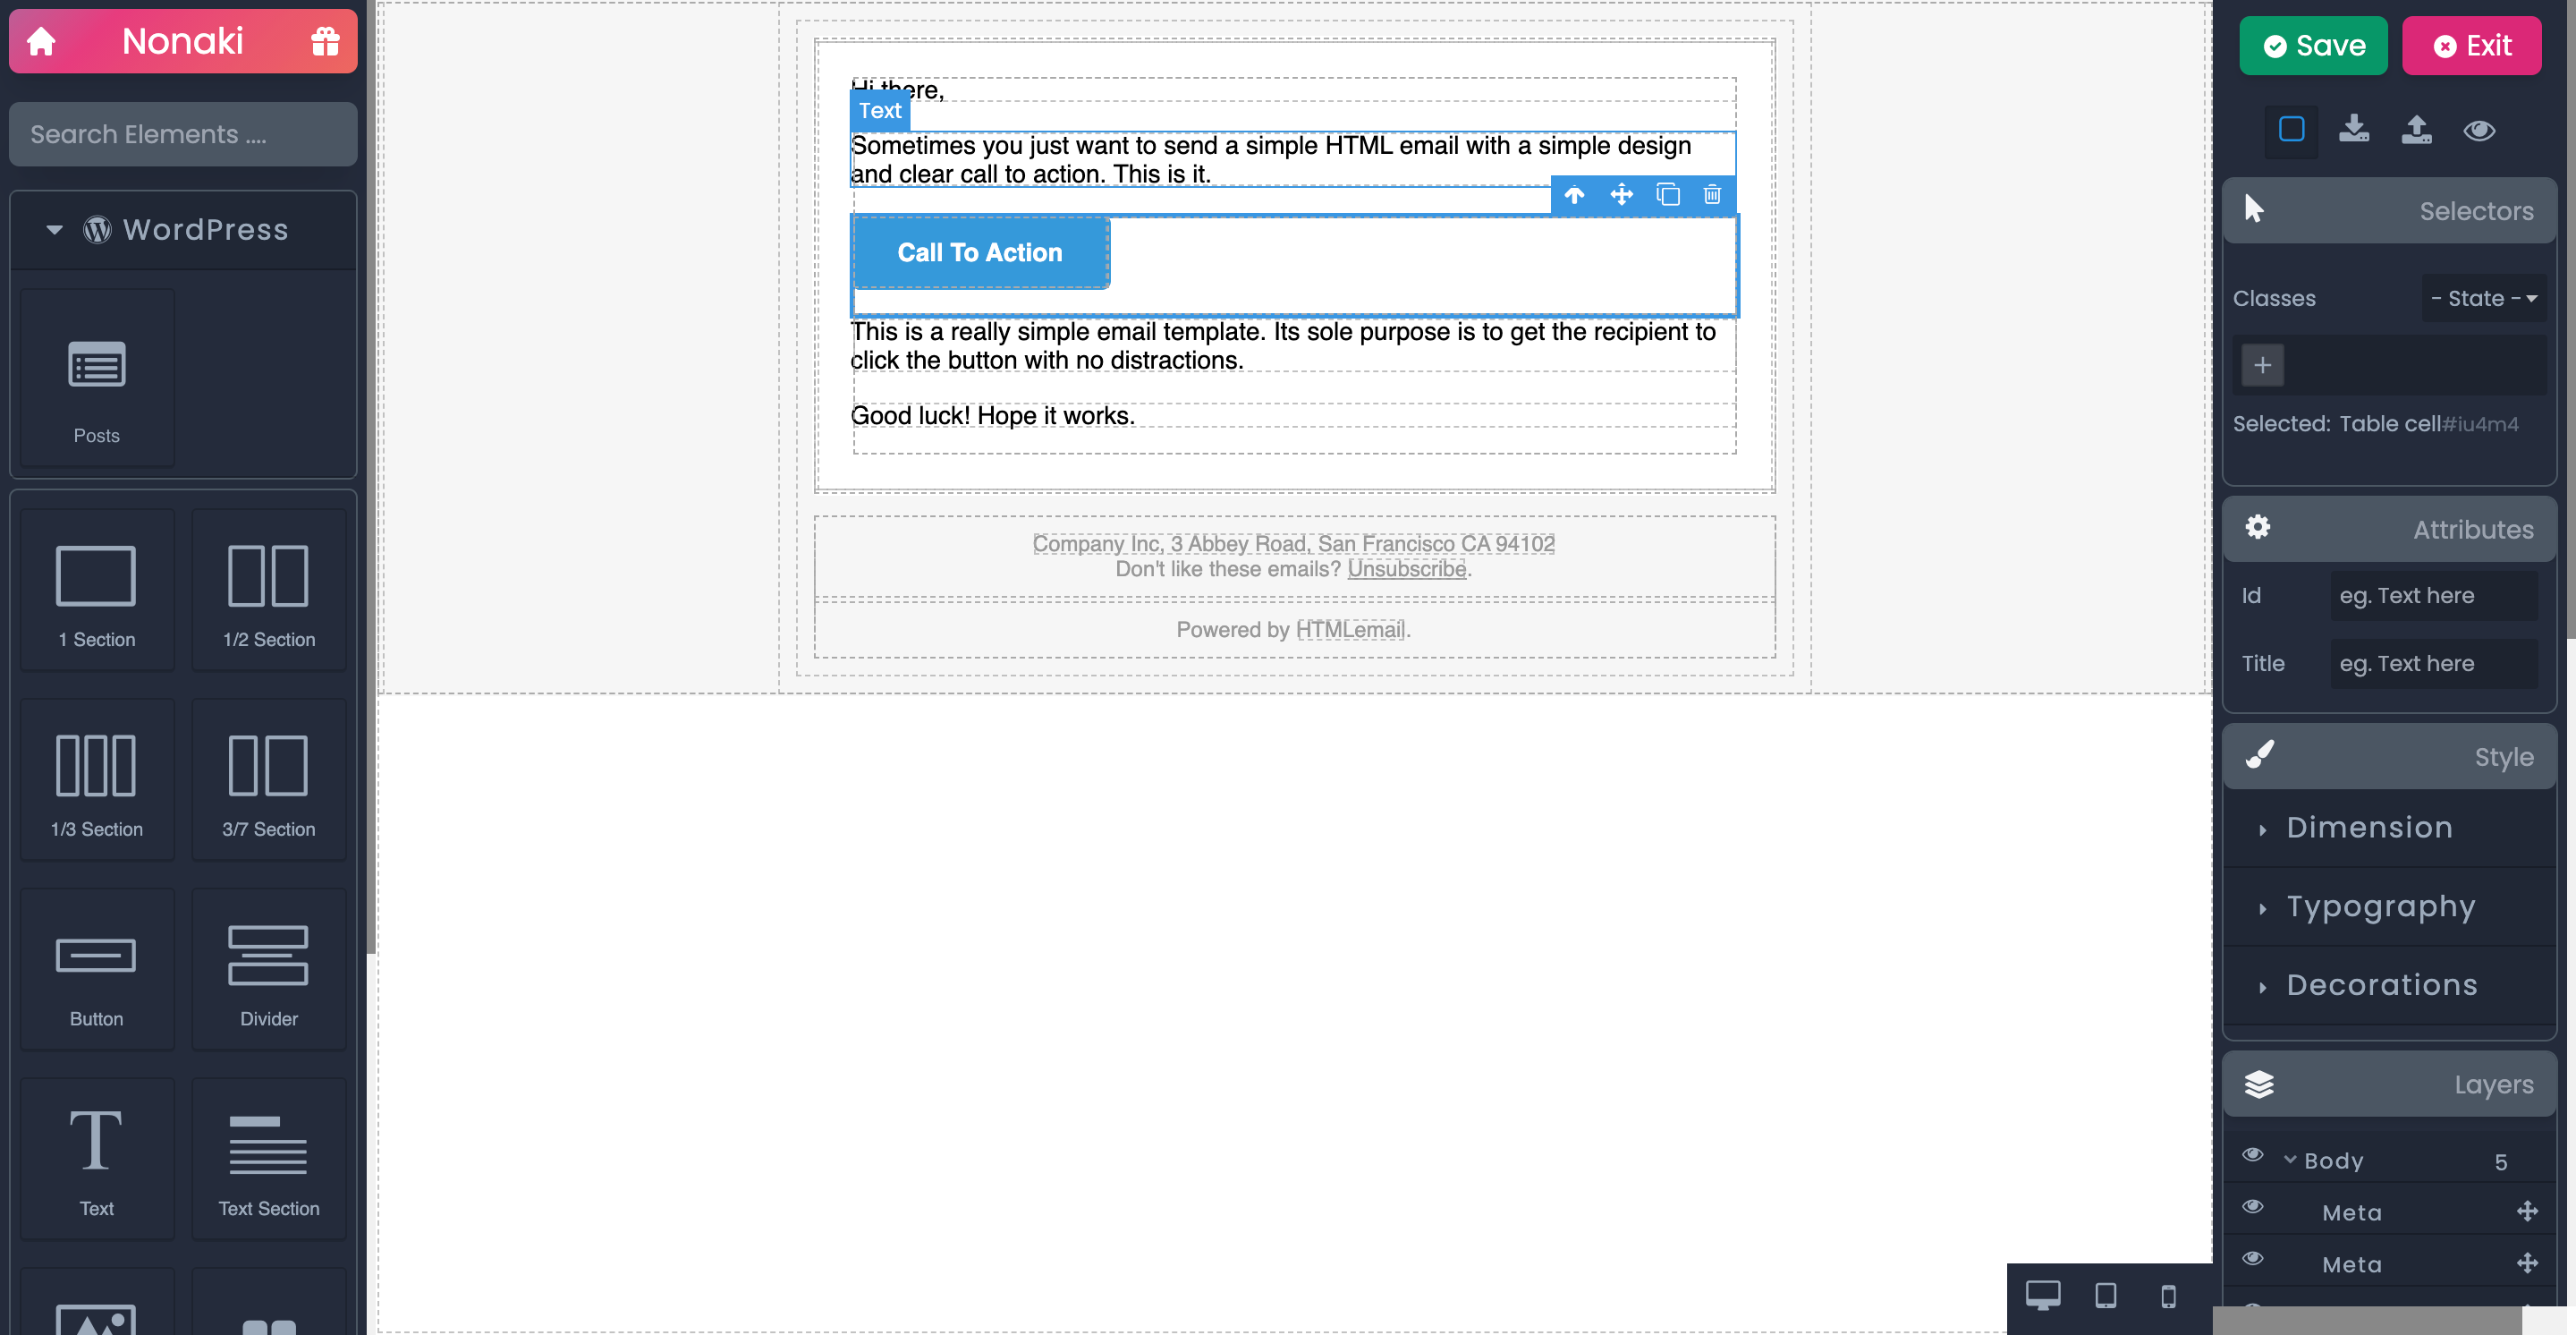 Nonaki
Search Elements ....
WordPress
Posts
1 Section
1/2 Section
1/3 Section
3/7 Section
Button
Divider
Text
Text Section
Hi there,
Text
Sometimes you just want to send a simple HTML email with a simple design
and clear call to action. This is it.
Call To Action
This is a really simple email template. Its sole purpose is to get the recipient to
click the button with no distractions.
Good luck! Hope it works.
Company Inc, 3 Abbey Road, San Francisco CA 94102
Don't like these emails? Unsubscribe.
Powered by HTMLemail.
Save
Exit
Selectors
Classes
- State -
Selected: Table cell#iu4m4
Attributes
Id
eg. Text here
Title
eg. Text here
Style
Dimension
Typography
Decorations
Layers
Body 5
Meta
Meta